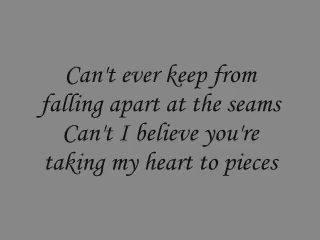 Can't ever keep from
falling apart at the seams
Can't I believe you're
taking my heart to pieces